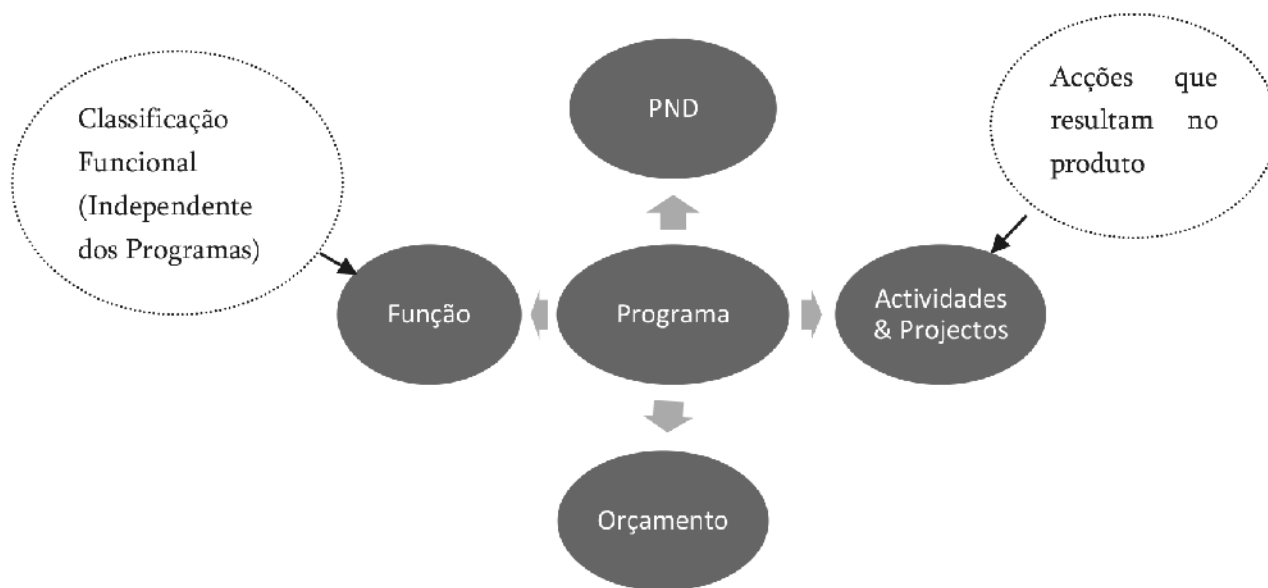 Classificação
Funcional
(Independente
dos Programas)
PND
Acções que
resultam no
produto
Função
Programa
Actividades
& Projectos
Orçamento